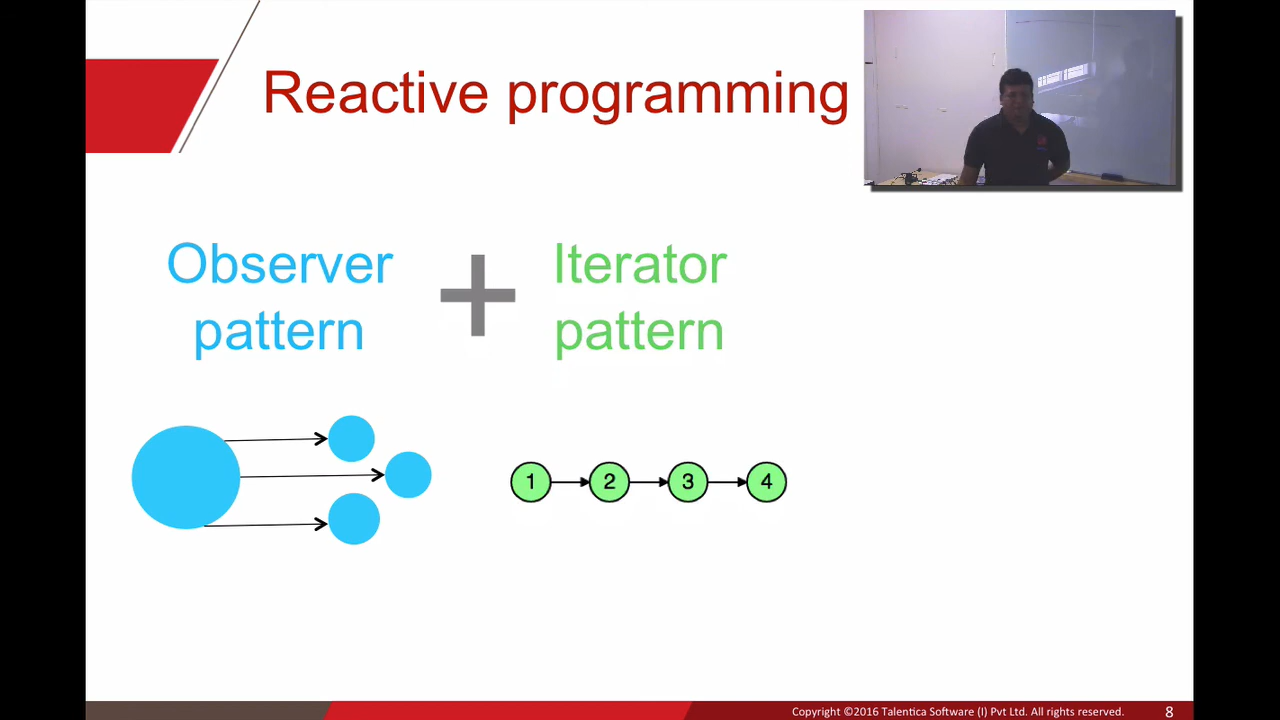 Reactive programming
Observer
pattern
+
Iterator
pattern
1 2 3 4
Copyright ©2016 Talentica Software (I) Pvt Ltd. All rights reserved. 8